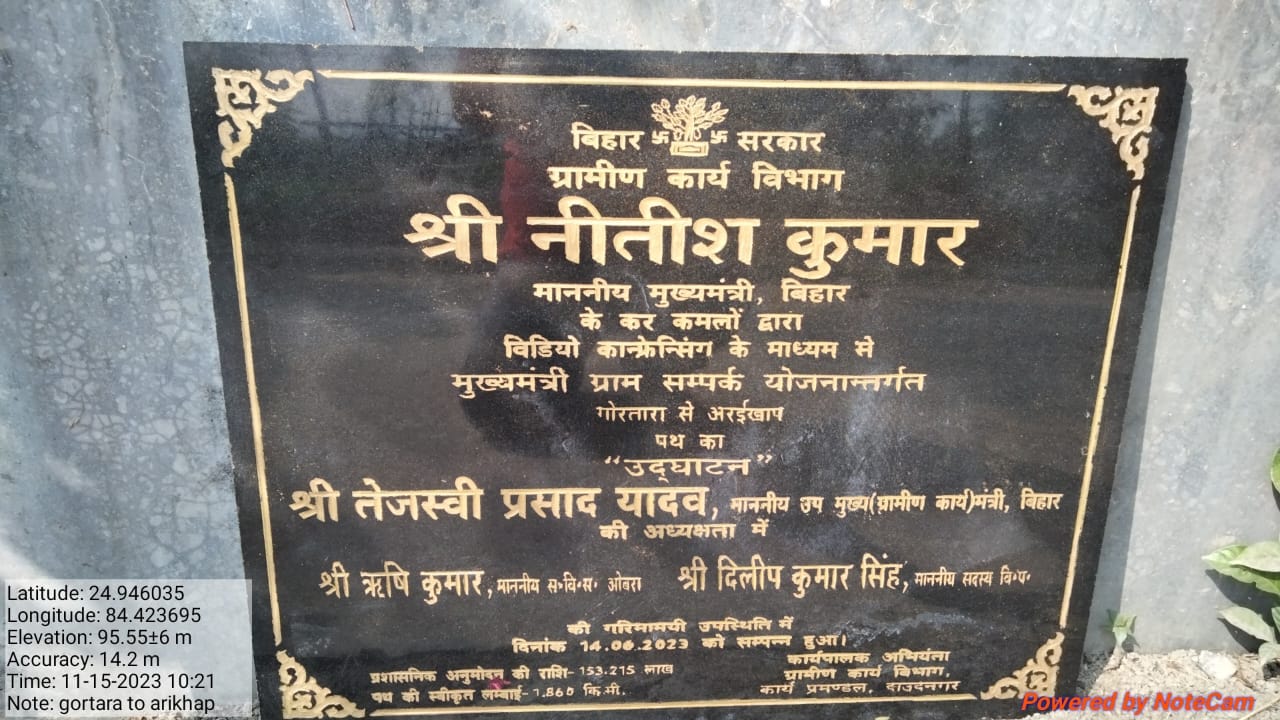 बिहार सरकार
ग्रामीण कार्य विभाग
श्री नीतीश कुमार
माननीय मुख्यमंत्री, बिहार
के कर कमलों द्वारा
विडियो कान्फ्रेन्सिंग के माध्यम से
मुख्यमंत्री ग्राम सम्पर्क योजनान्तर्गत
गोरतारा से अरईखाप
पथ का
“उद्घाटन”
श्री तेजस्वी प्रसाद यादव, माननीय उप मुख्य(ग्रामीण कार्य)मंत्री, बिहार
की अध्यक्षता में
श्री ऋषि कुमार, माननीय स॰वि॰स॰ ओबरा श्री दिलीप कुमार सिंह, माननीय सदस्य वि॰प॰
की गरिमामयी उपस्थिति में
दिनांक 14.06.2023 को सम्पन्न हुआ।
प्रशासनिक अनुमोदन की राशि- 153.215 लाख
पथ की स्वीकृत लम्बाई- 1.860 कि.मी.
कार्यपालक अभियंता
ग्रामीण कार्य विभाग,
कार्य प्रमण्डल, दाउदनगर
Latitude: 24.946035
Longitude: 84.423695
Elevation: 95.55±6 m
Accuracy: 14.2 m
Time: 11-15-2023 10:21
Note: gortara to arikhap
Powered by NoteCam